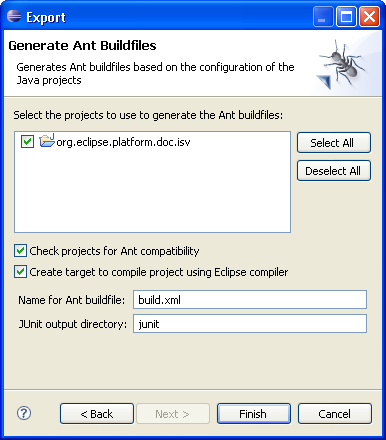 Export
Generate Ant Buildfiles
Generates Ant buildfiles based on the configuration of the
Java projects
Select the projects to use to generate the Ant buildfiles:
org.eclipse.platform.doc.isv
Select All
Deselect All
Check projects for Ant compatibility
Create target to compile project using Eclipse compiler
Name for Ant buildfile: build.xml
JUnit output directory: junit
? < Back Next > Finish Cancel